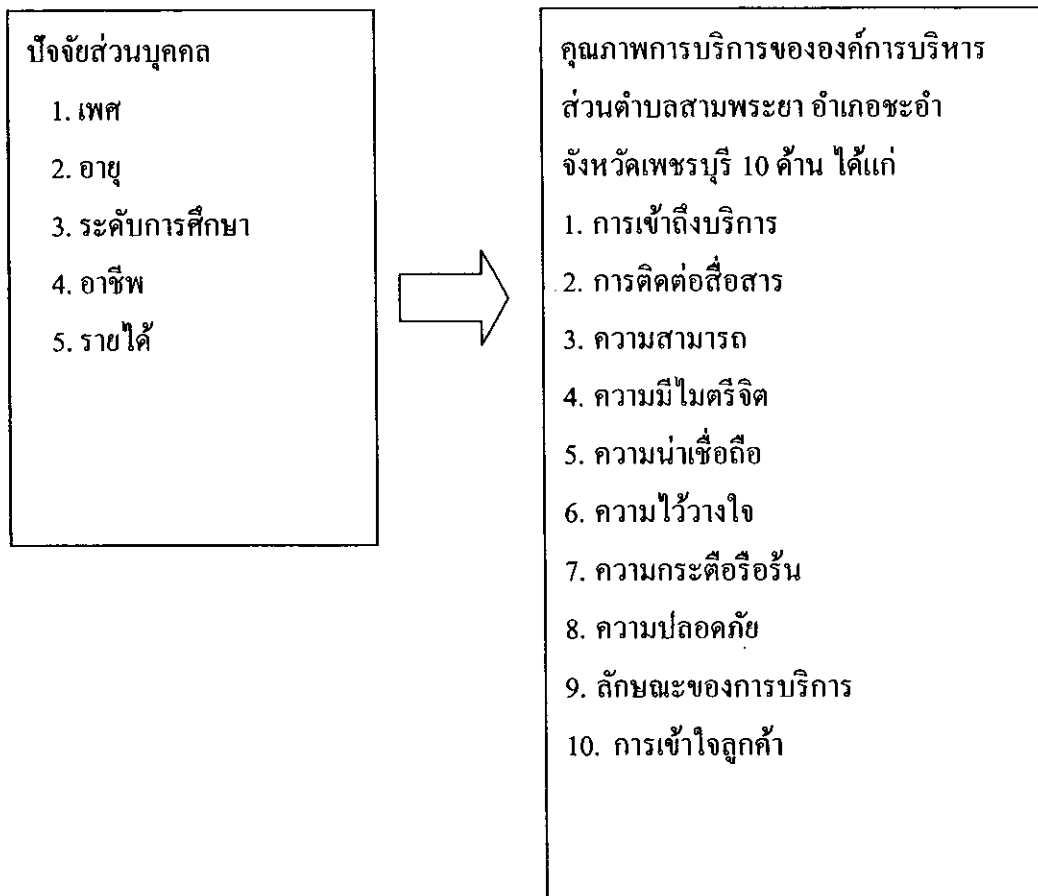 ปัจจัยส่วนบุคคล
1. เพศ
2. อายุ
3. ระดับการศึกษา
4. อาชีพ
5. รายได้
คุณภาพการบริการขององค์การบริหาร
ส่วนตำบลสามพระยา อำเภอชะอำ
จังหวัดเพชรบุรี 10 ด้าน ได้แก่
1. การเข้าถึงบริการ
2. การติดต่อสื่อสาร
3. ความสามารถ
4. ความมีไมตรีจิต
5. ความน่าเชื่อถือ
6. ความไว้วางใจ
7. ความกระตือรือร้น
8. ความปลอดภัย
9. ลักษณะของการบริการ
10. การเข้าใจลูกค้า